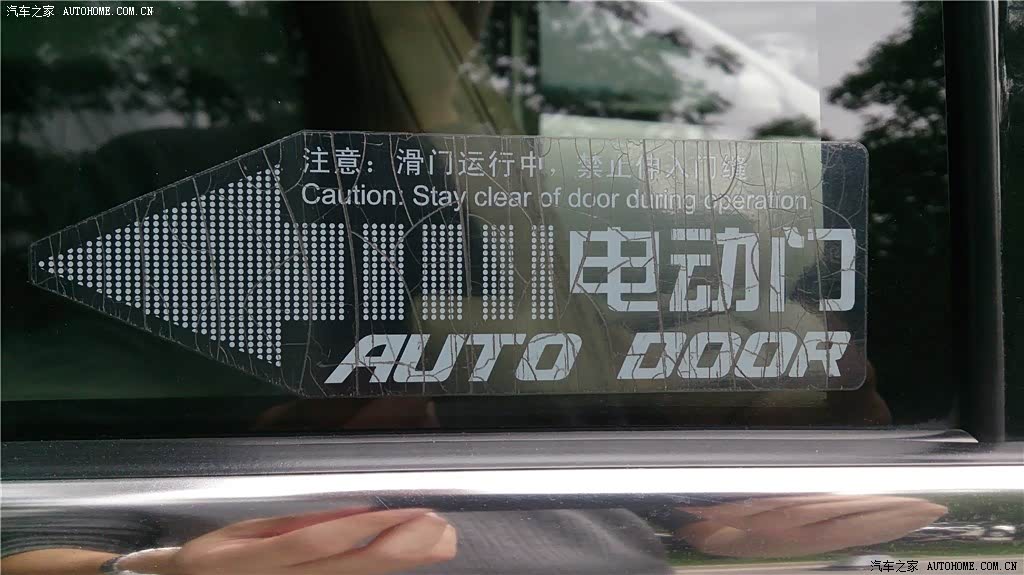 汽车之家 AUTOHOME.COM.CN
注意：滑门运行中，禁止伸入门缝
Caution: Stay clear of door during operation.
电动门
AUTO DOOR
汽车之家 AUTOHOME.COM.CN